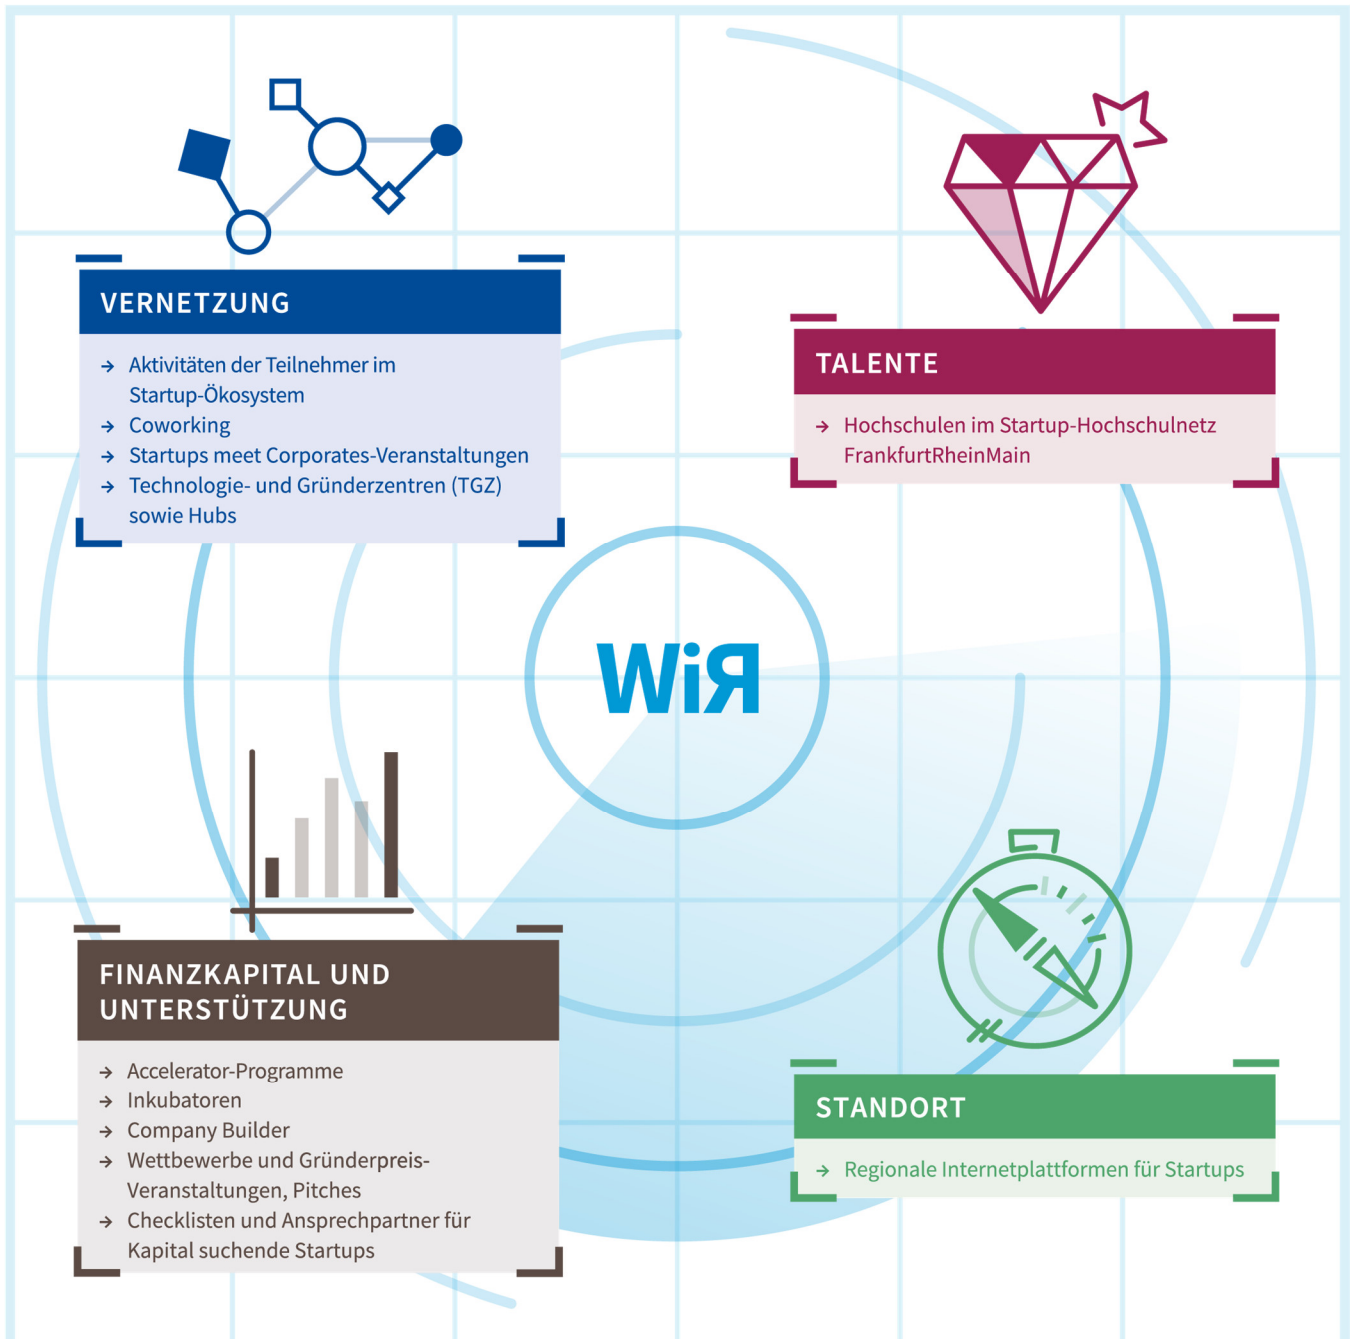 VERNETZUNG
→ Aktivitäten der Teilnehmer im
Startup-Ökosystem
→ Coworking
→ Startups meet Corporates-Veranstaltungen
→ Technologie- und Gründerzentren (TGZ)
sowie Hubs
TALENTE
→ Hochschulen im Startup-Hochschulnetz
FrankfurtRheinMain
WiR
FINANZKAPITAL UND
UNTERSTÜTZUNG
→ Accelerator-Programme
→ Inkubatoren
→ Company Builder
→ Wettbewerbe und Gründerpreis-
Veranstaltungen, Pitches
→ Checklisten und Ansprechpartner für
Kapital suchende Startups
STANDORT
→ Regionale Internetplattformen für Startups